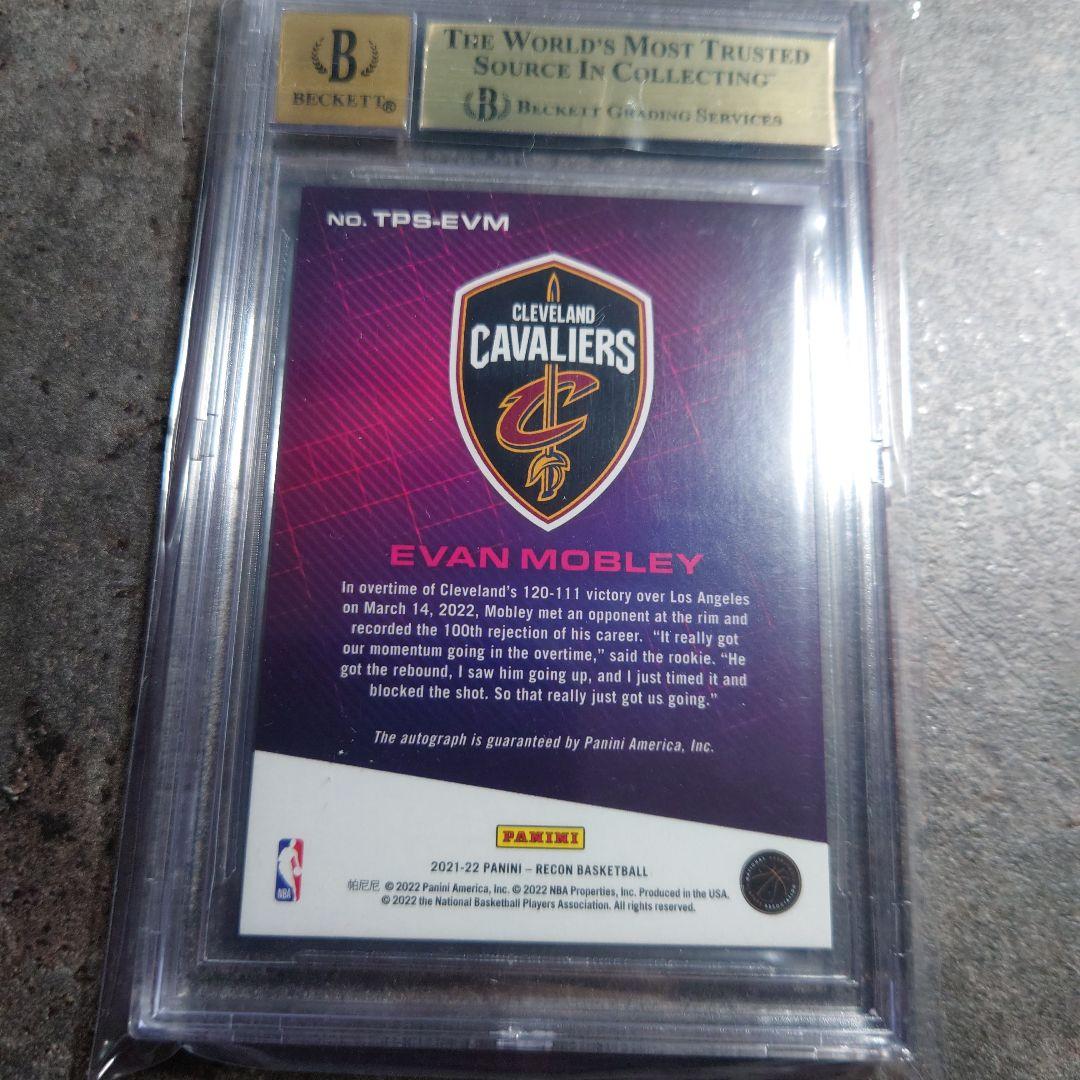 B
BECKETT®
THE WORLD'S MOST TRUSTED
SOURCE IN COLLECTING™
B BECKETT GRADING SERVICES
NO. TPS-EVM
CLEVELAND
CAVALIERS
C
EVAN MOBLEY
In overtime of Cleveland's 120-111 victory over Los Angeles
on March 14, 2022, Mobley met an opponent at the rim and
recorded the 100th rejection of his career. “It really got
our momentum going in the overtime,” said the rookie. “He
got the rebound, I saw him going up, and I just timed it and
blocked the shot. So that really just got us going.”
The autograph is guaranteed by Panini America, Inc.
PANINI
2021-22 PANINI – RECON BASKETBALL
帕尼尼 © 2022 Panini America, Inc. © 2022 NBA Properties, Inc. Produced in the USA.
© 2022 the National Basketball Players Association. All rights reserved.
NBA